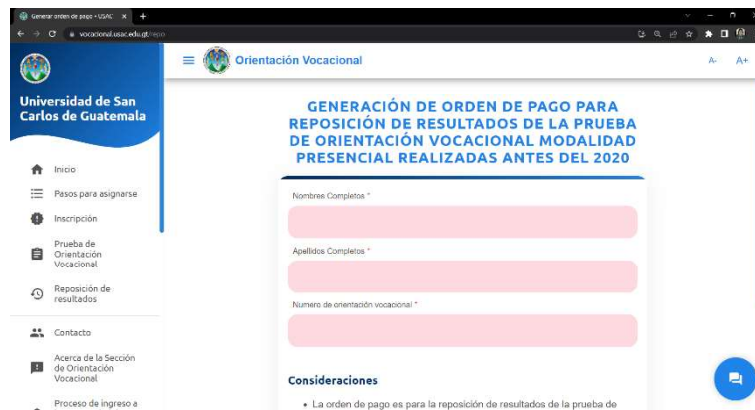 Generar orden de pago - USAC
vocacional.usac.edu.gt/repo
Orientación Vocacional
A-
A+
Universidad de San
Carlos de Guatemala
Inicio
Pasos para asignarse
Inscripción
Prueba de
Orientación
Vocacional
Reposición de
resultados
Contacto
Acerca de la Sección
de Orientación
Vocacional
Proceso de ingreso a
GENERACIÓN DE ORDEN DE PAGO PARA
REPOSICIÓN DE RESULTADOS DE LA PRUEBA
DE ORIENTACIÓN VOCACIONAL MODALIDAD
PRESENCIAL REALIZADAS ANTES DEL 2020
Nombres Completos *
Apellidos Completos *
Numero de orientación vocacional *
Consideraciones
• La orden de pago es para la reposición de resultados de la prueba de